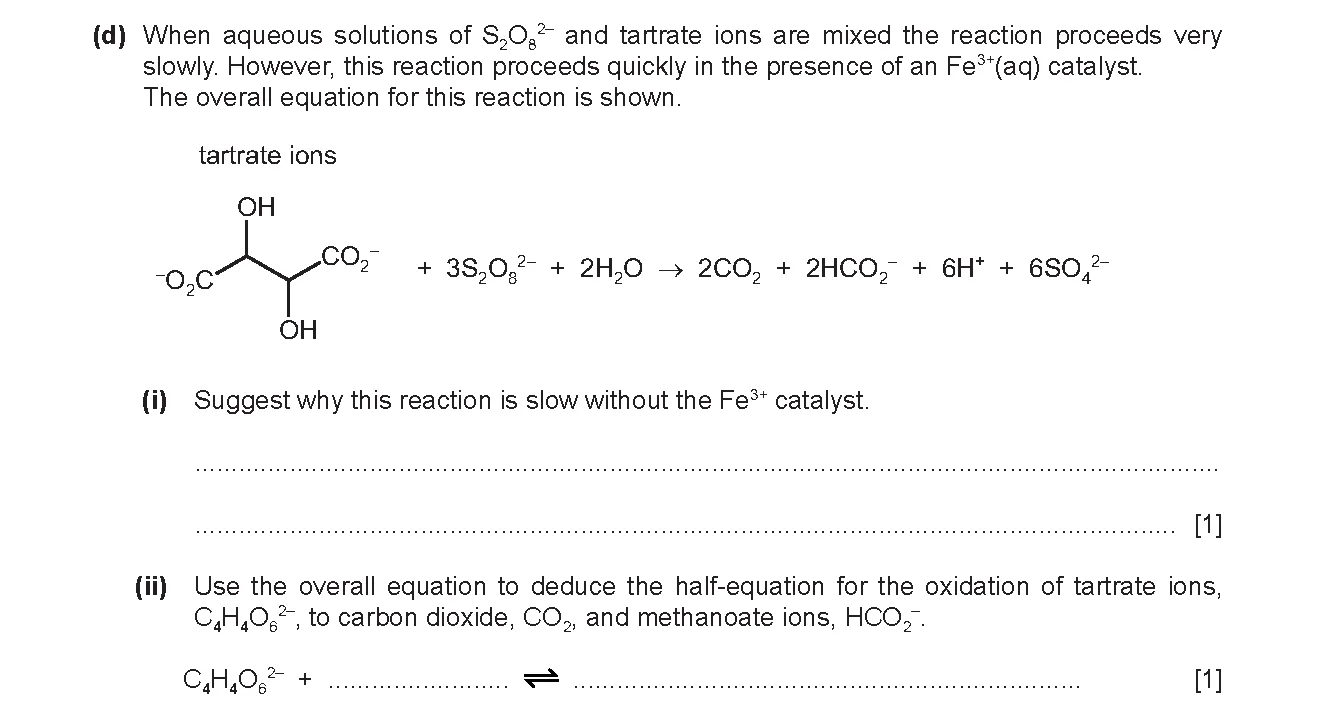 (d) When aqueous solutions of S₂O₈²⁻ and tartrate ions are mixed the reaction proceeds very
slowly. However, this reaction proceeds quickly in the presence of an Fe³⁺(aq) catalyst.
The overall equation for this reaction is shown.
tartrate ions
OH
⁻O₂C CO₂⁻ + 3S₂O₈²⁻ + 2H₂O → 2CO₂ + 2HCO₂⁻ + 6H⁺ + 6SO₄²⁻
OH
(i) Suggest why this reaction is slow without the Fe³⁺ catalyst.
..........................................................................................................................................
...................................................................................................................................... [1]
(ii) Use the overall equation to deduce the half-equation for the oxidation of tartrate ions,
C₄H₄O₆²⁻, to carbon dioxide, CO₂, and methanoate ions, HCO₂⁻.
C₄H₄O₆²⁻ + ......................... ⇌ ...................................................................... [1]